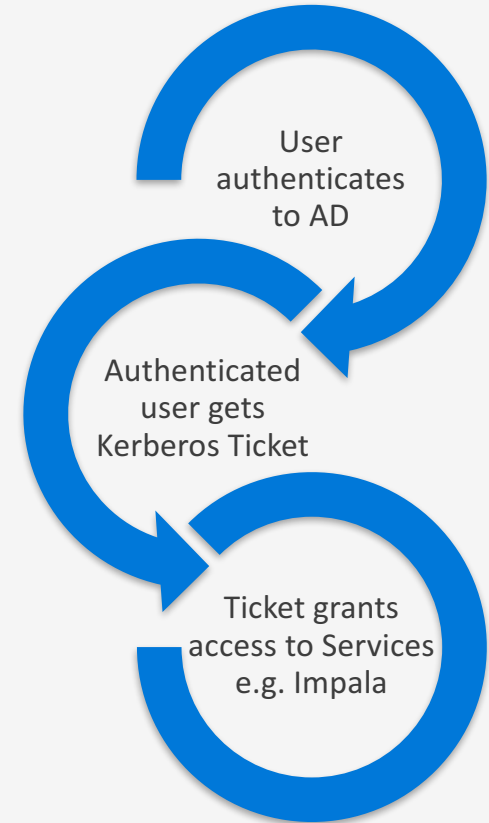 User
authenticates
to AD
Authenticated
user gets
Kerberos Ticket
Ticket grants
access to Services
e.g. Impala